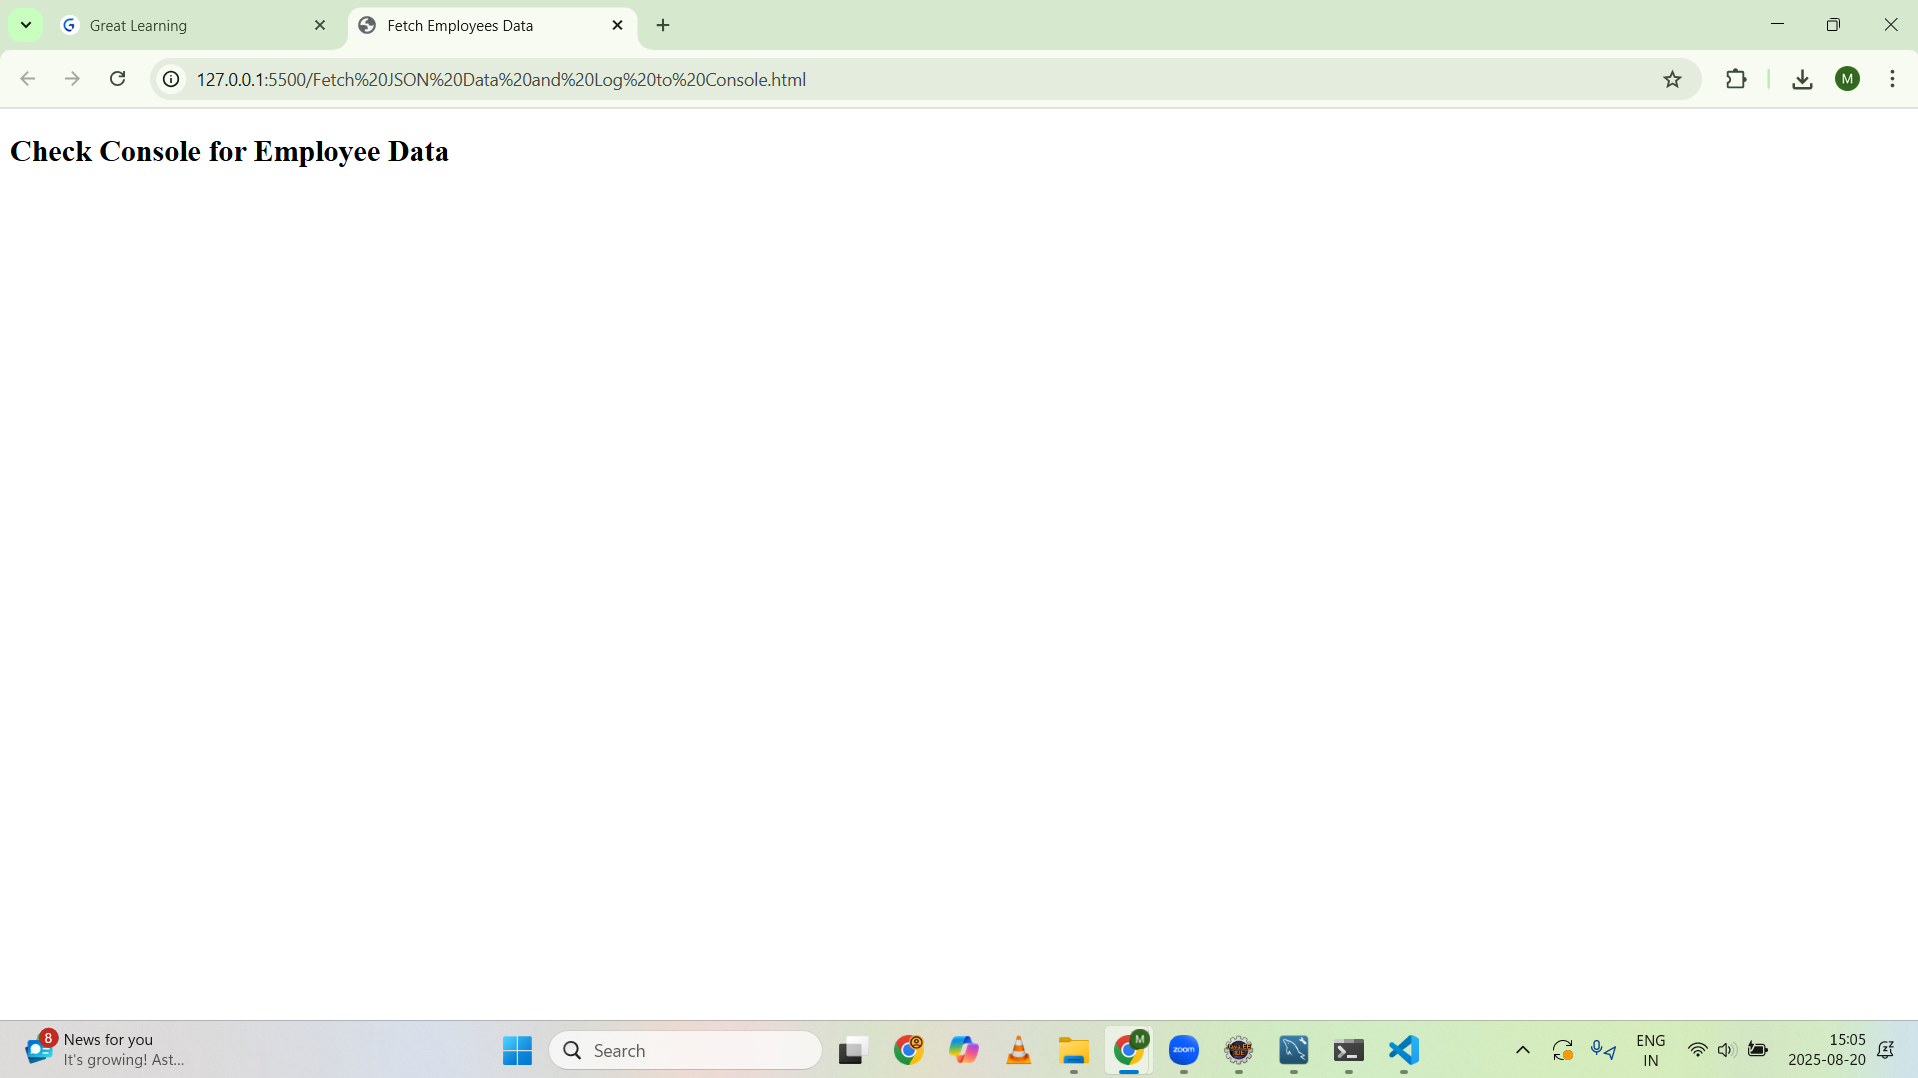 Great Learning
Fetch Employees Data
127.0.0.1:5500/Fetch%20JSON%20Data%20and%20Log%20to%20Console.html
M
Check Console for Employee Data
8
News for you
It's growing! Ast...
Search
M
zoom
ENG
IN
15:05
2025-08-20